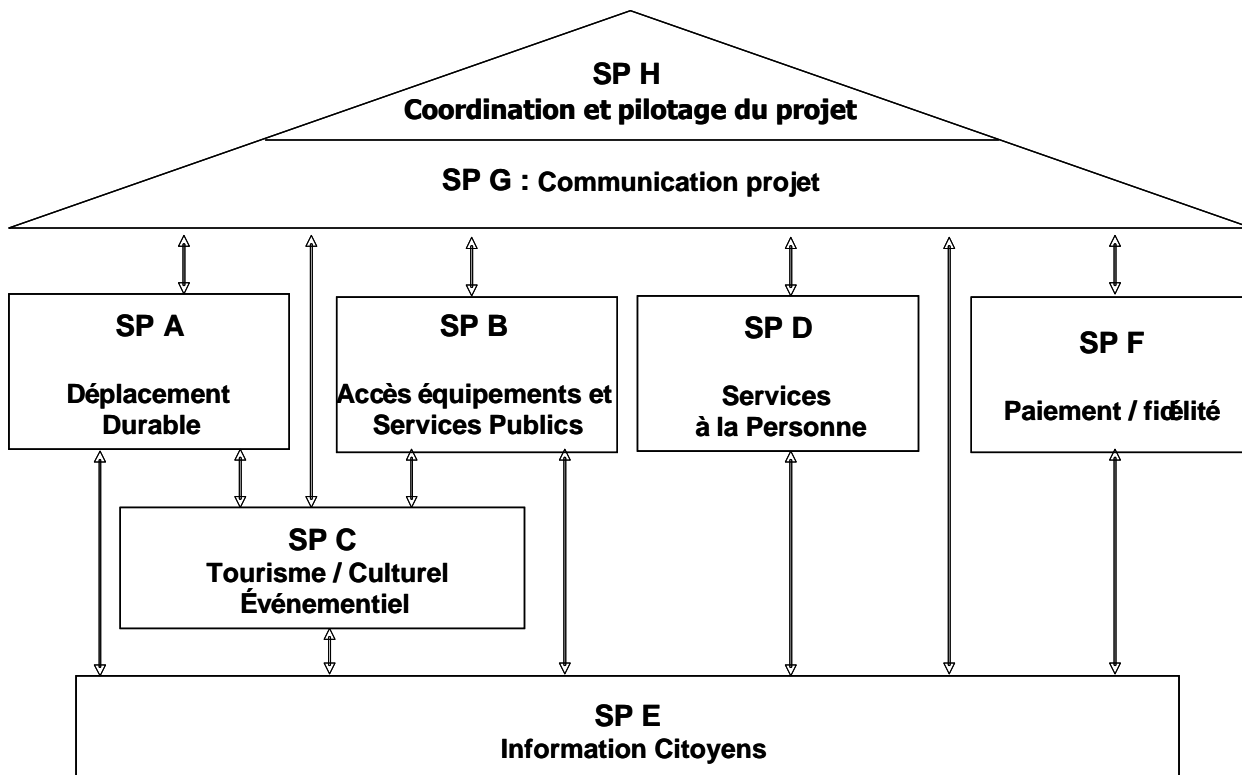 SP H
Coordination et pilotage du projet
SP G : Communication projet
SP A
Déplacement
Durable
SP B
Accès équipements et
Services Publics
SP D
Services
à la Personne
SP F
Paiement / fidélité
SP C
Tourisme / Culturel
Événementiel
SP E
Information Citoyens